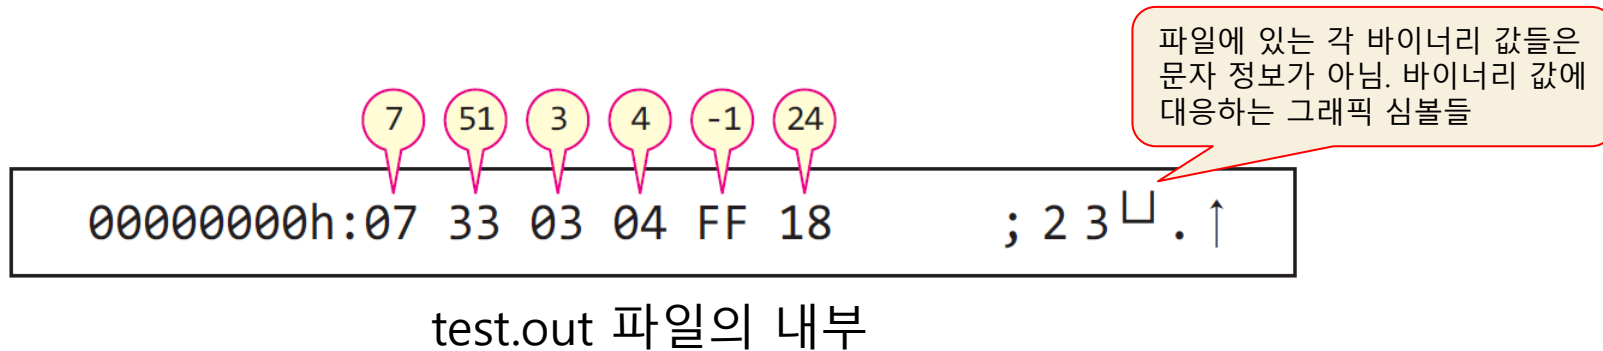 파일에 있는 각 바이너리 값들은
문자 정보가 아님. 바이너리 값에
대응하는 그래픽 심볼들
7 51 3 4 -1 24
00000000h:07 33 03 04 FF 18 ; 2 3 └┘ . ↑
test.out 파일의 내부